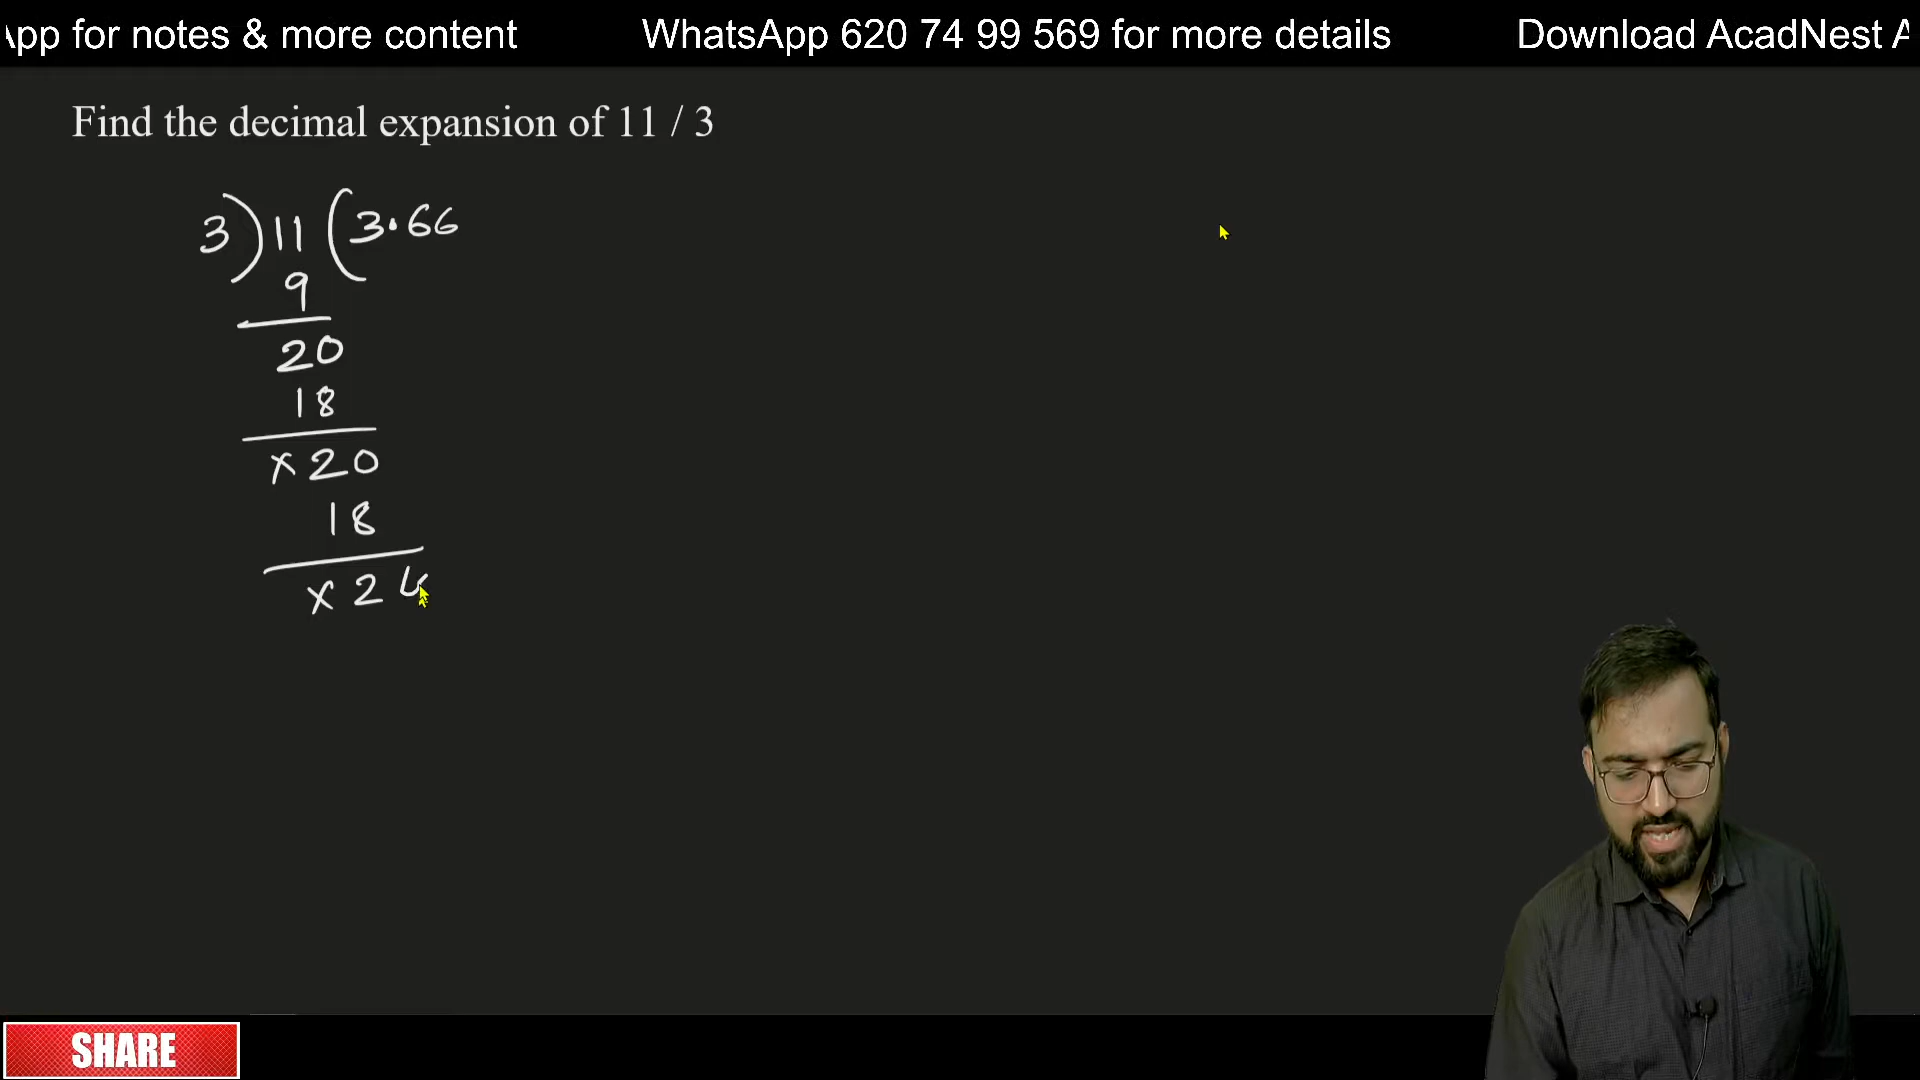 App for notes & more content WhatsApp 620 74 99 569 for more details Download AcadNest A
Find the decimal expansion of 11 / 3
3)11(3.66
9
20
18
x20
18
x2
SHARE